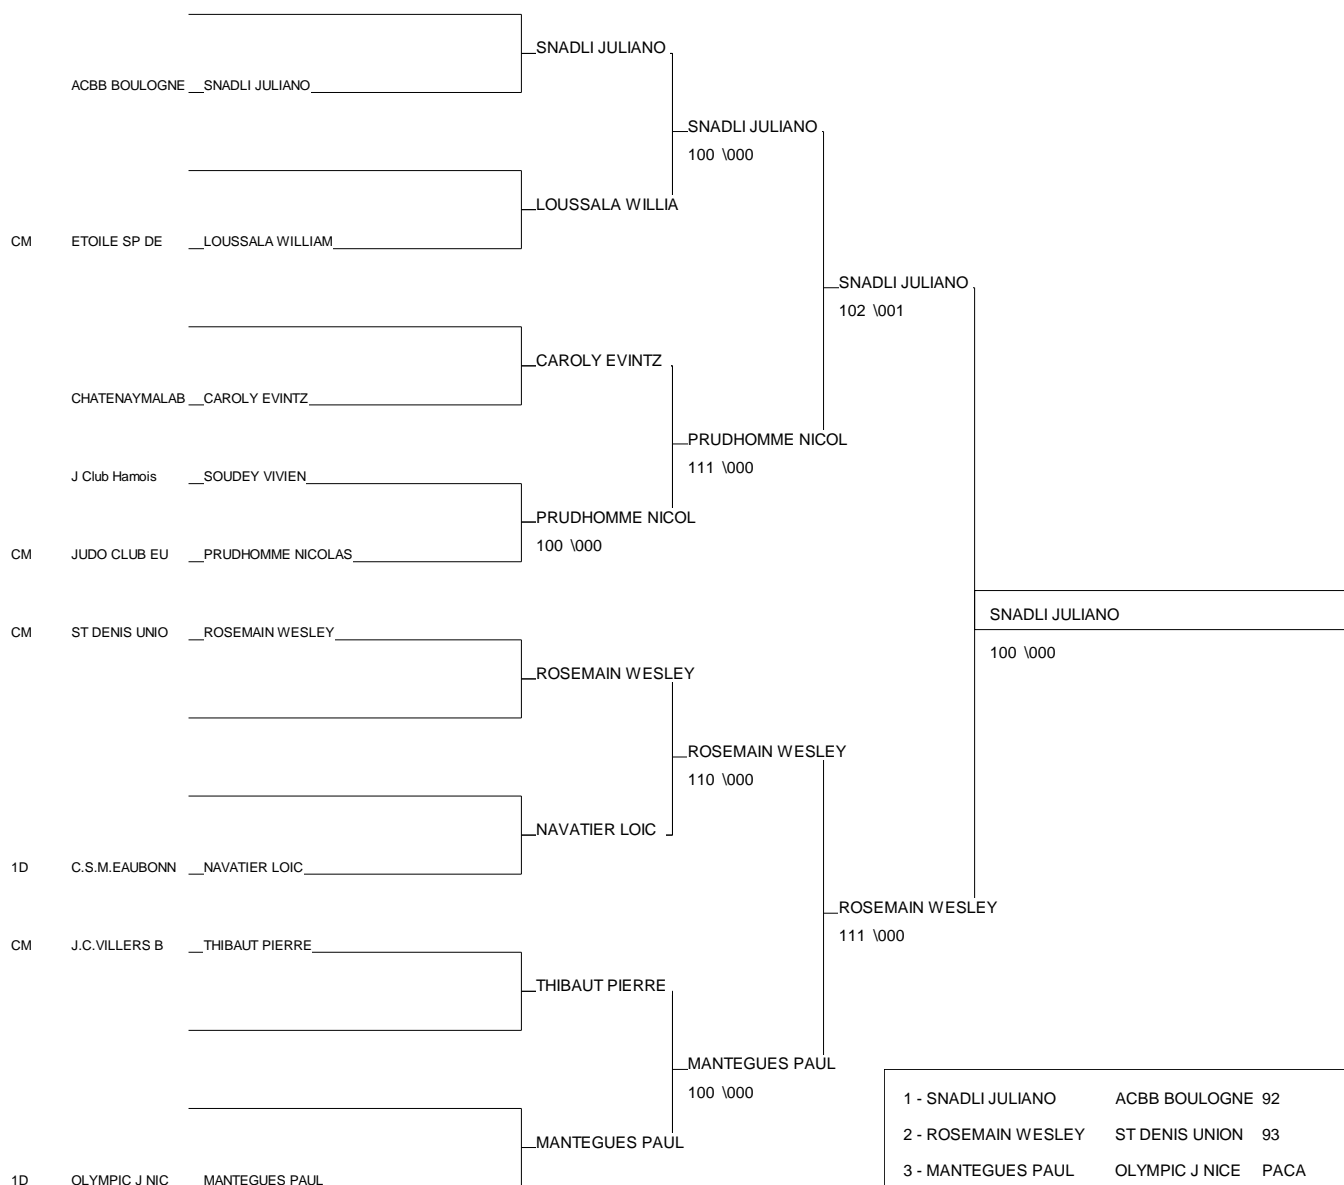 SNADLI JULIANO
ACBB BOULOGNE SNADLI JULIANO
SNADLI JULIANO
100 \000
LOUSSALA WILLIA
CM ETOILE SP DE LOUSSALA WILLIAM
SNADLI JULIANO
102 \001
CAROLY EVINTZ
CHATENAYMALAB CAROLY EVINTZ
PRUDHOMME NICOL
111 \000
J Club Hamois SOUDEY VIVIEN
PRUDHOMME NICOL
100 \000
CM JUDO CLUB EU PRUDHOMME NICOLAS
SNADLI JULIANO
100 \000
CM ST DENIS UNIO ROSEMAIN WESLEY
ROSEMAIN WESLEY
ROSEMAIN WESLEY
110 \000
NAVATIER LOIC
1D C.S.M.EAUBONN NAVATIER LOIC
ROSEMAIN WESLEY
111 \000
CM J.C.VILLERS B THIBAUT PIERRE
THIBAUT PIERRE
MANTEGUES PAUL
100 \000
MANTEGUES PAUL
1D OLYMPIC J NIC MANTEGUES PAUL
1 - SNADLI JULIANO ACBB BOULOGNE 92
2 - ROSEMAIN WESLEY ST DENIS UNION 93
3 - MANTEGUES PAUL OLYMPIC J NICE PACA